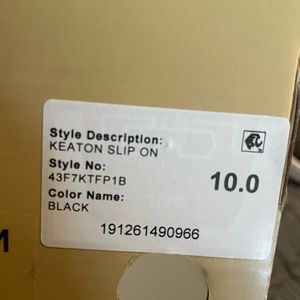 Style Description:
KEATON SLIP ON
Style No:
43F7KTFP1B
10.0
Color Name:
BLACK
191261490966
M